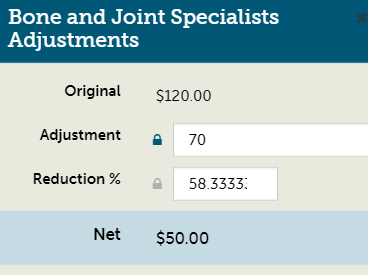 Bone and Joint Specialists
Adjustments
Original $120.00
Adjustment 70
Reduction % 58.3333
Net $50.00